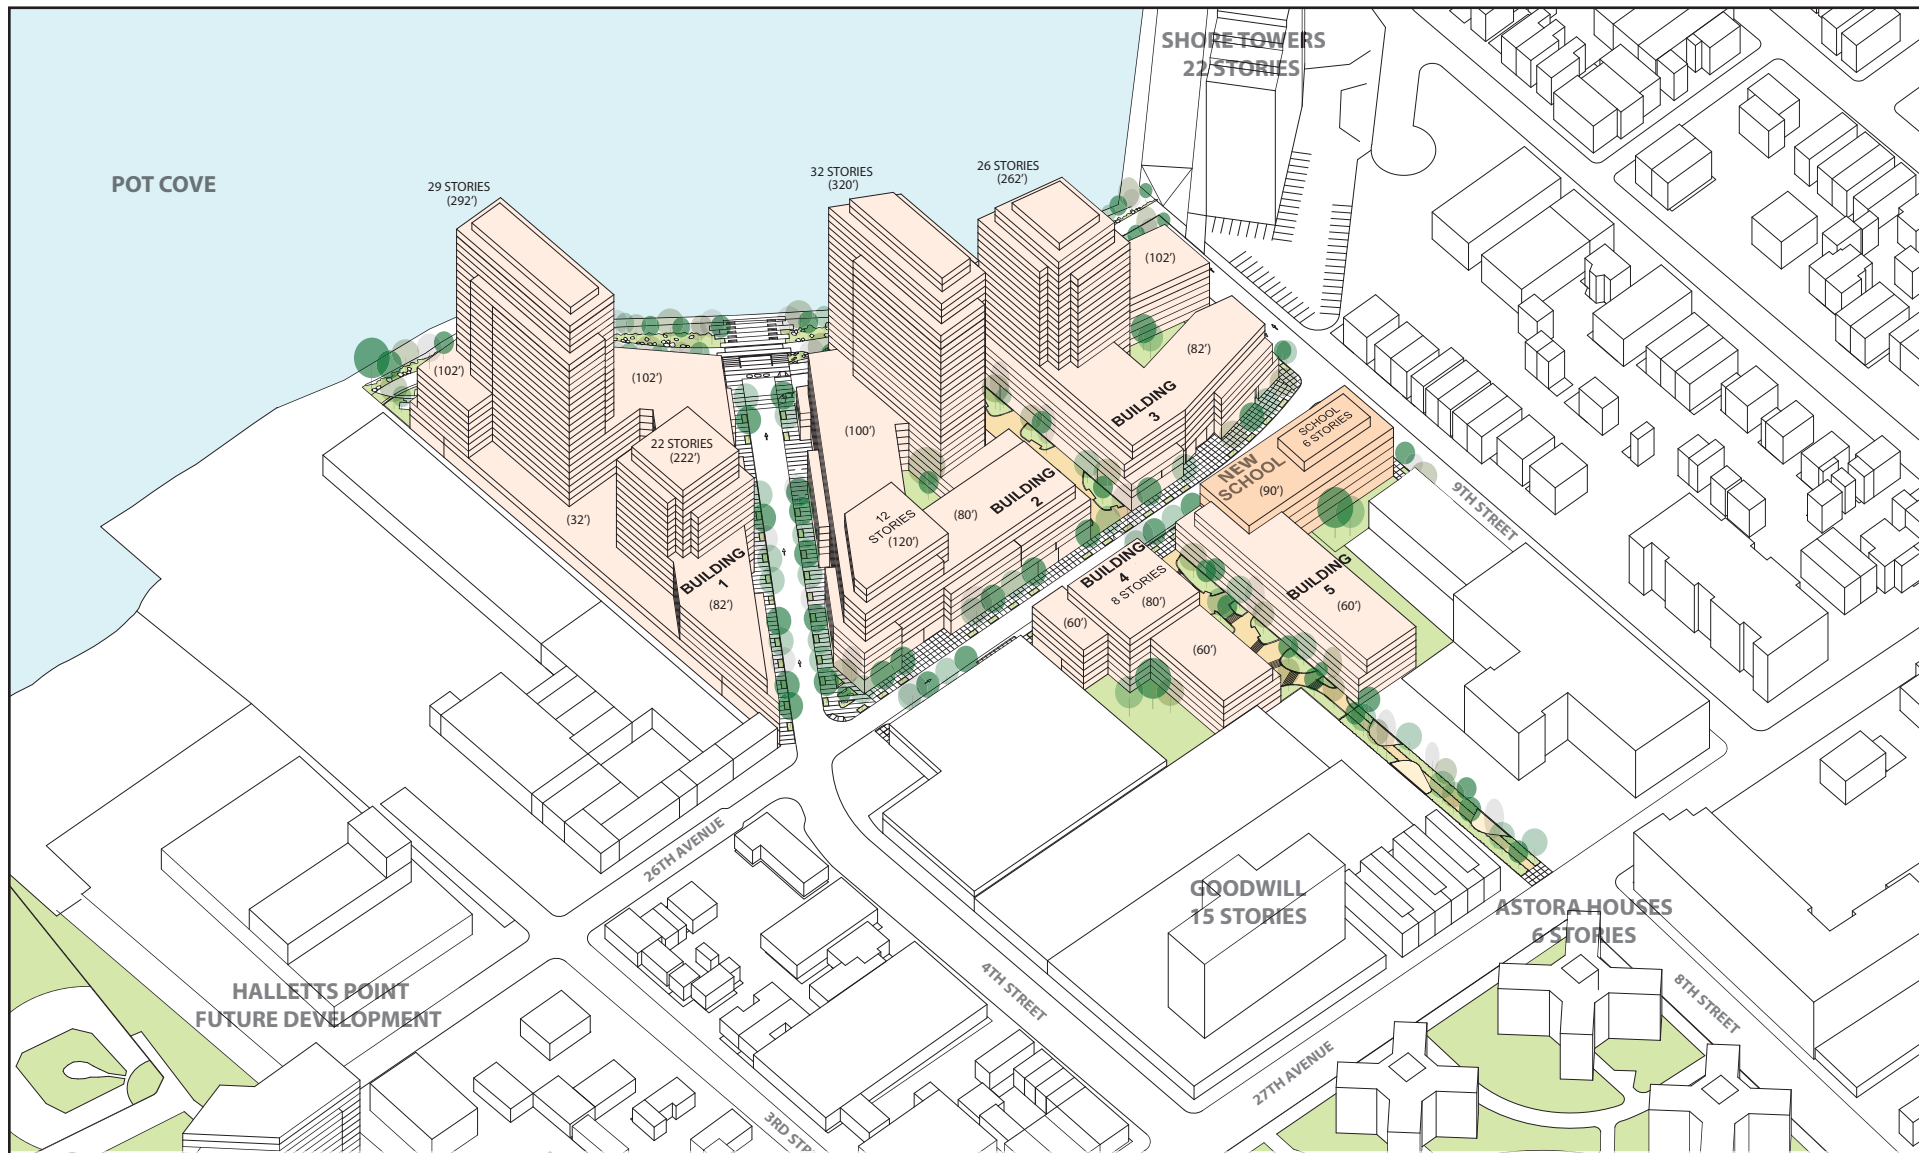 SHORE TOWERS
22 STORIES
POT COVE
29 STORIES
(292')
32 STORIES
(320')
26 STORIES
(262')
(102')
(102')
(102')
(82')
BUILDING
3
SCHOOL
6 STORIES
NEW
SCHOOL
(90')
(100')
22 STORIES
(222')
(32')
BUILDING
1
(82')
12
STORIES
(120')
(80')
BUILDING
2
BUILDING
4
8 STORIES
(80')
(60')
(60')
BUILDING
5
(60')
9TH STREET
26TH AVENUE
GOODWILL
15 STORIES
ASTORA HOUSES
6 STORIES
HALLETTS POINT
FUTURE DEVELOPMENT
4TH STREET
8TH STREET
27TH AVENUE
3RD STR